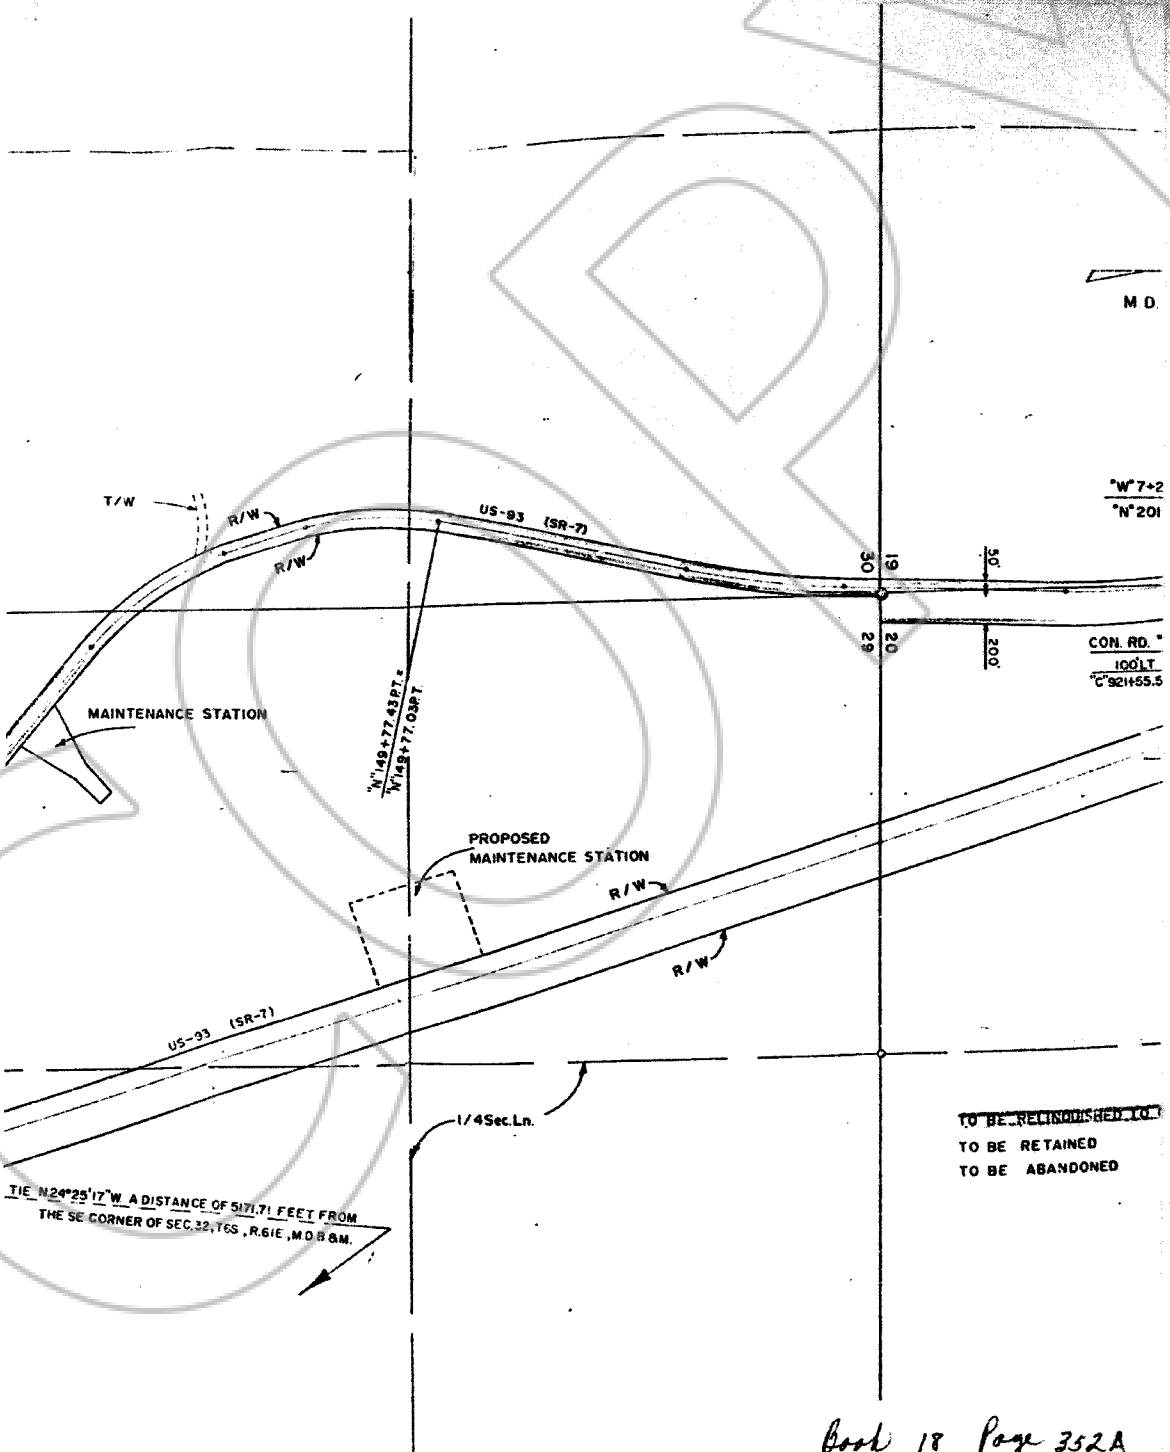 M.D.
"W" 7+2
"N" 201
T/W
R/W
R/W
US-93 (SR-7)
30 19
29 20
50'
200'
CON. RD. "
100' LT
"C" 921+55.5
MAINTENANCE STATION
"N" 149+77.43 P.T. =
"N" 149+77.03 P.T.
PROPOSED
MAINTENANCE STATION
R/W
R/W
US-93 (SR-7)
1/4 Sec. Ln.
TO BE RELINQUISHED TO
TO BE RETAINED
TO BE ABANDONED
TIE N24°25'17"W A DISTANCE OF 5171.71 FEET FROM
THE SE CORNER OF SEC. 32, T6S, R.61E, M.D.B.&M.
Book 18 Page 352A
COPY